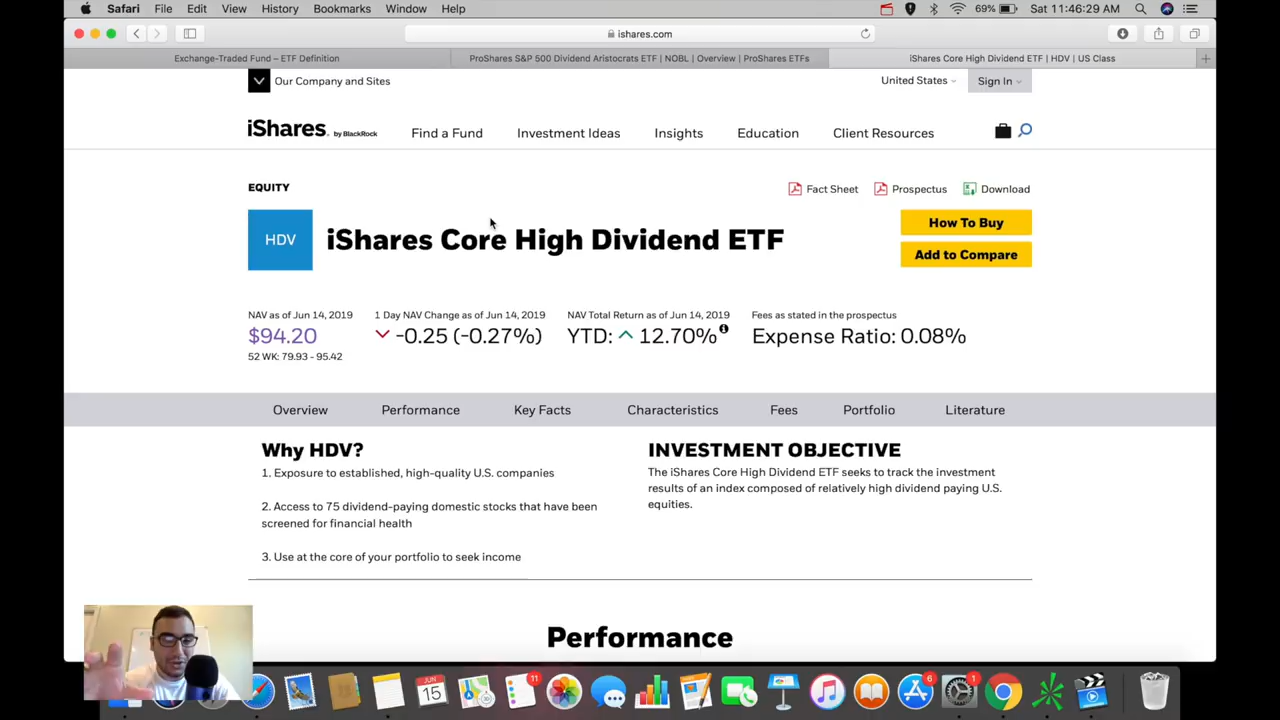 Safari File Edit View History Bookmarks Window Help 69% Sat 11:46:29 AM
ishares.com
Exchange-Traded Fund – ETF Definition
ProShares S&P 500 Dividend Aristocrats ETF | NOBL | Overview | ProShares ETFs
iShares Core High Dividend ETF | HDV | US Class
Our Company and Sites
United States
Sign In
iShares. by BlackRock
Find a Fund Investment Ideas Insights Education Client Resources
EQUITY
Fact Sheet Prospectus Download
HDV
iShares Core High Dividend ETF
How To Buy
Add to Compare
NAV as of Jun 14, 2019
$94.20
52 WK: 79.93 - 95.42
1 Day NAV Change as of Jun 14, 2019
-0.25 (-0.27%)
NAV Total Return as of Jun 14, 2019
YTD: 12.70%
Fees as stated in the prospectus
Expense Ratio: 0.08%
Overview Performance Key Facts Characteristics Fees Portfolio Literature
Why HDV?
1. Exposure to established, high-quality U.S. companies
2. Access to 75 dividend-paying domestic stocks that have been
screened for financial health
3. Use at the core of your portfolio to seek income
INVESTMENT OBJECTIVE
The iShares Core High Dividend ETF seeks to track the investment
results of an index composed of relatively high dividend paying U.S.
equities.
Performance
JUN
15
11
6
1